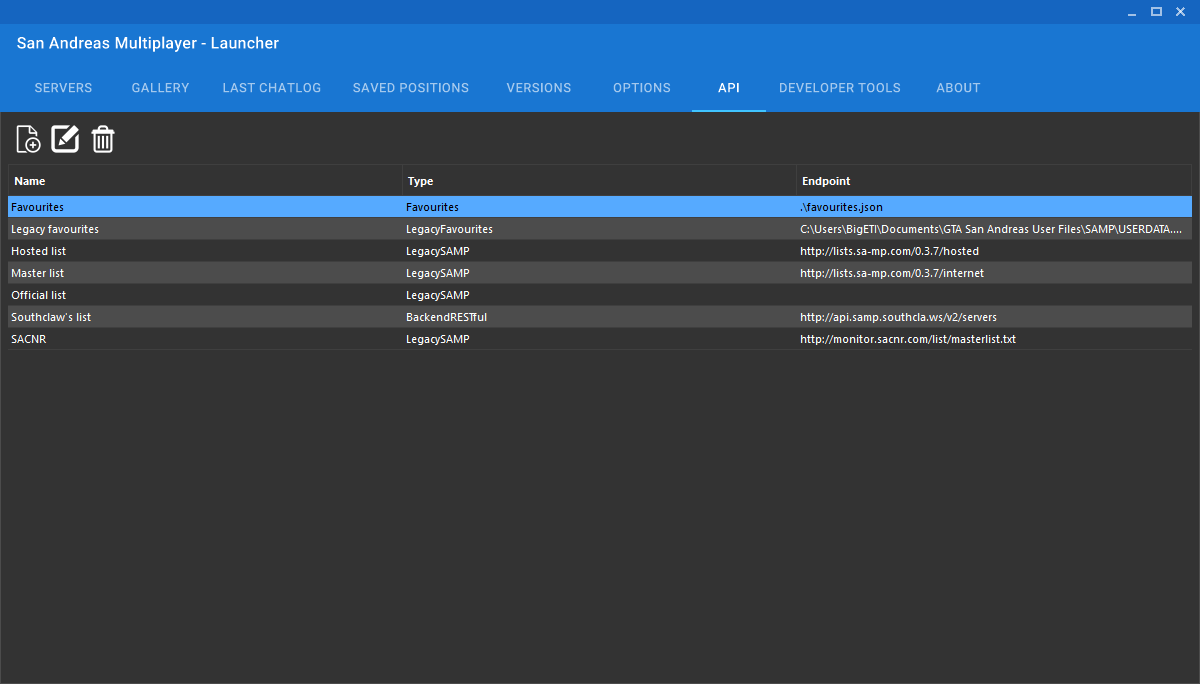 San Andreas Multiplayer - Launcher
SERVERS GALLERY LAST CHATLOG SAVED POSITIONS VERSIONS OPTIONS API DEVELOPER TOOLS ABOUT
Name Type Endpoint
Favourites Favourites .\favourites.json
Legacy favourites LegacyFavourites C:\Users\BigETI\Documents\GTA San Andreas User Files\SAMP\USERDATA....
Hosted list LegacySAMP http://lists.sa-mp.com/0.3.7/hosted
Master list LegacySAMP http://lists.sa-mp.com/0.3.7/internet
Official list LegacySAMP
Southclaw's list BackendRESTful http://api.samp.southcla.ws/v2/servers
SACNR LegacySAMP http://monitor.sacnr.com/list/masterlist.txt